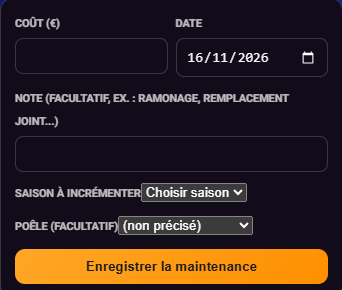 COÛT (€) DATE
16/11/2026
NOTE (FACULTATIF, EX. : RAMONAGE, REMPLACEMENT
JOINT...)
SAISON À INCRÉMENTER Choisir saison
POÊLE (FACULTATIF) (non précisé)
Enregistrer la maintenance